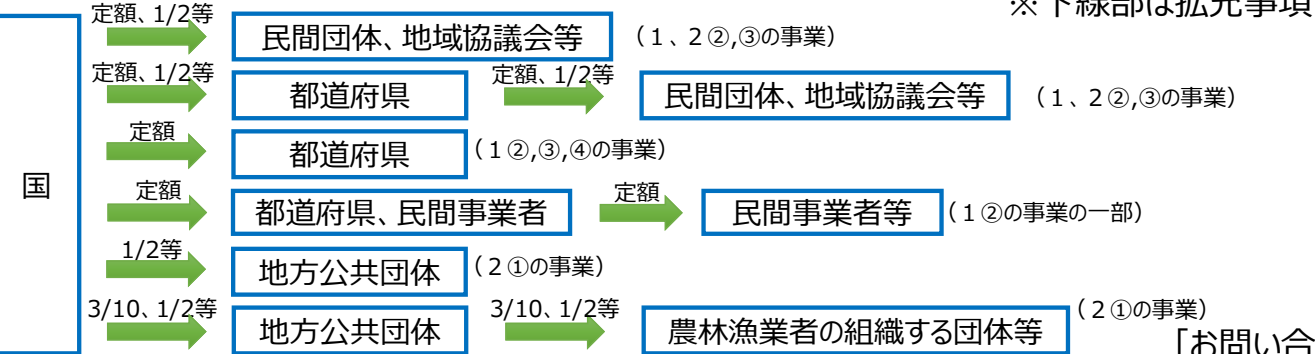 ※下線部は拡充事項
国
定額、1/2等
民間団体、地域協議会等 （１、２②,③の事業）
定額、1/2等 定額、1/2等
都道府県 民間団体、地域協議会等 （１、２②,③の事業）
定額
都道府県 （１②,③,④の事業）
定額 定額
都道府県、民間事業者 民間事業者等 （１②の事業の一部）
1/2等
地方公共団体 （２①の事業）
3/10、1/2等 3/10、1/2等
地方公共団体 農林漁業者の組織する団体等 （２①の事業）
［お問い合